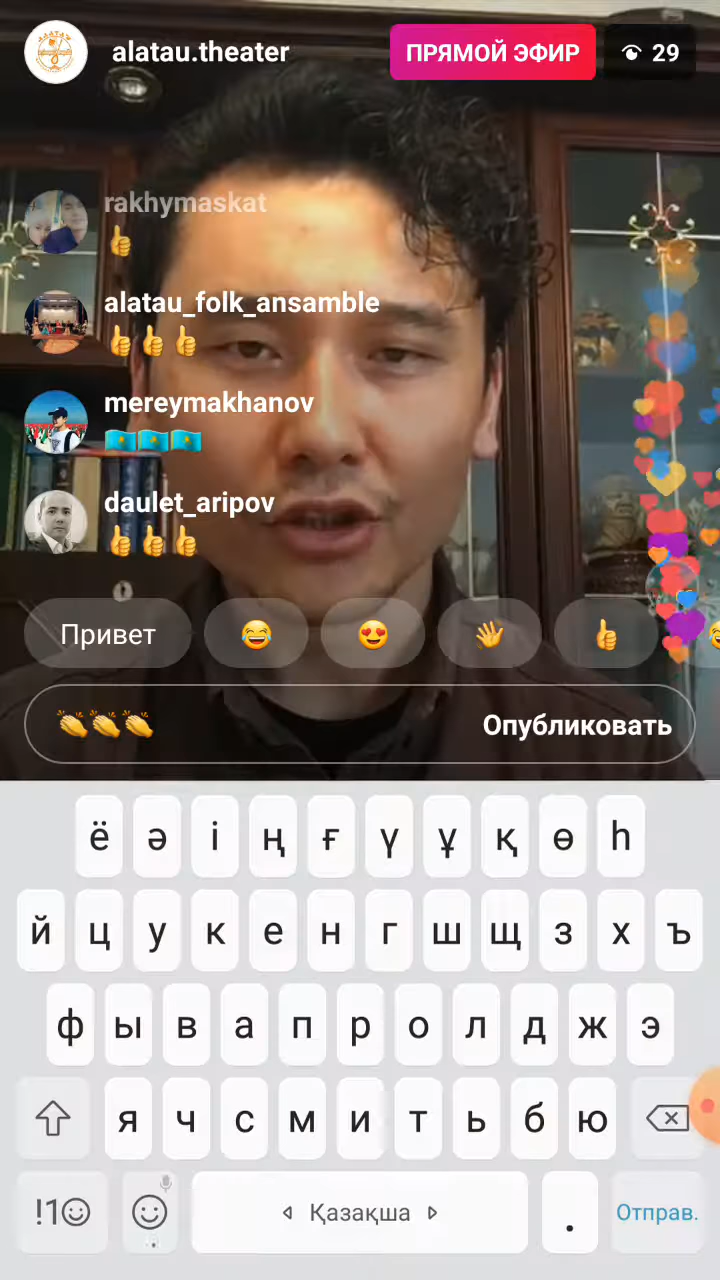 alatau.theater
ПРЯМОЙ ЭФИР
29
rakhymaskat
👍
alatau_folk_ansamble
👍👍👍
mereymakhanov
🇰🇿🇰🇿🇰🇿
daulet_aripov
👍👍👍
Привет 😂 😍 👋 👍 😂
👏👏👏 Опубликовать
ё ә і ң ғ ү ұ қ ө һ
й ц у к е н г ш щ з х ъ
ф ы в а п р о л д ж э
я ч с м и т ь б ю
!1☺ Қазақша . Отправ.